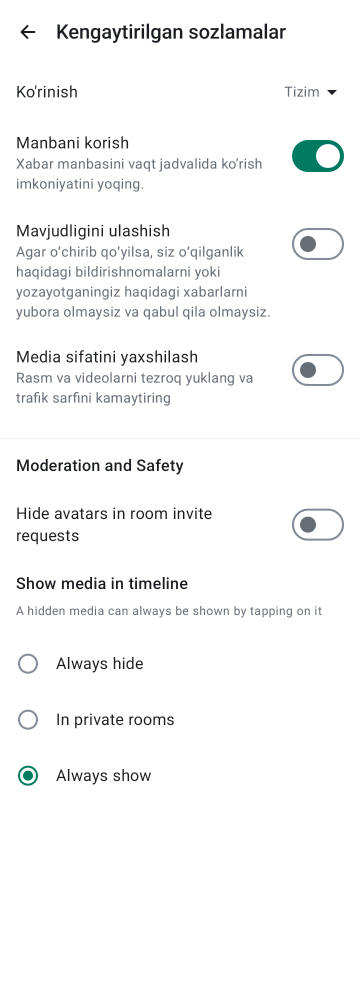 Kengaytirilgan sozlamalar
Ko'rinish
Tizim
Manbani korish
Xabar manbasini vaqt jadvalida ko‘rish
imkoniyatini yoqing.
Mavjudligini ulashish
Agar o‘chirib qo‘yilsa, siz o‘qilganlik
haqidagi bildirishnomalarni yoki
yozayotganingiz haqidagi xabarlarni
yubora olmaysiz va qabul qila olmaysiz.
Media sifatini yaxshilash
Rasm va videolarni tezroq yuklang va
trafik sarfini kamaytiring
Moderation and Safety
Hide avatars in room invite
requests
Show media in timeline
A hidden media can always be shown by tapping on it
Always hide
In private rooms
Always show